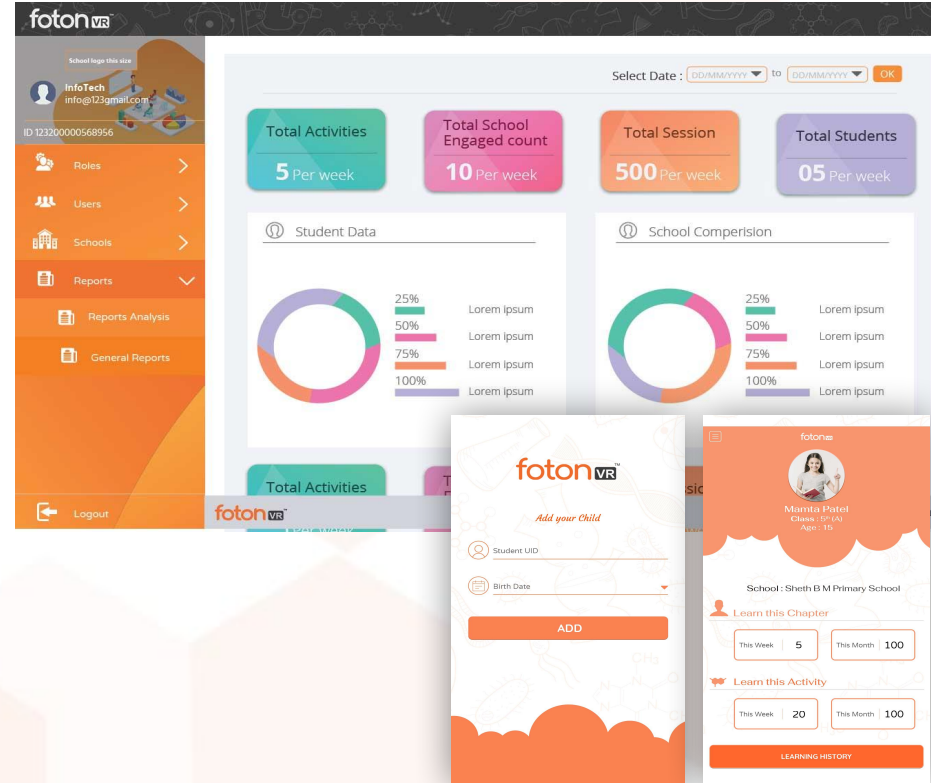 foton VR
School logo this size
InfoTech
info@123gmail.com
ID 123200000568956
Roles
Users
Schools
Reports
Reports Analysis
General Reports
Logout
Select Date : DD/MM/YYYY to DD/MM/YYYY OK
Total Activities
5 Per week
Total School
Engaged count
10 Per week
Total Session
500 Per week
Total Students
05 Per week
Student Data
25% Lorem ipsum
50% Lorem ipsum
75% Lorem ipsum
100% Lorem ipsum
School Comperision
25% Lorem ipsum
50% Lorem ipsum
75% Lorem ipsum
100% Lorem ipsum
Total Activities
foton VR™
foton VR™
Add your Child
Student UID
Birth Date
ADD
foton VR
Mamta Patel
Class : 5th (A)
Age : 15
School : Sheth B M Primary School
Learn this Chapter
This Week 5
This Month 100
Learn this Activity
This Week 20
This Month 100
LEARNING HISTORY